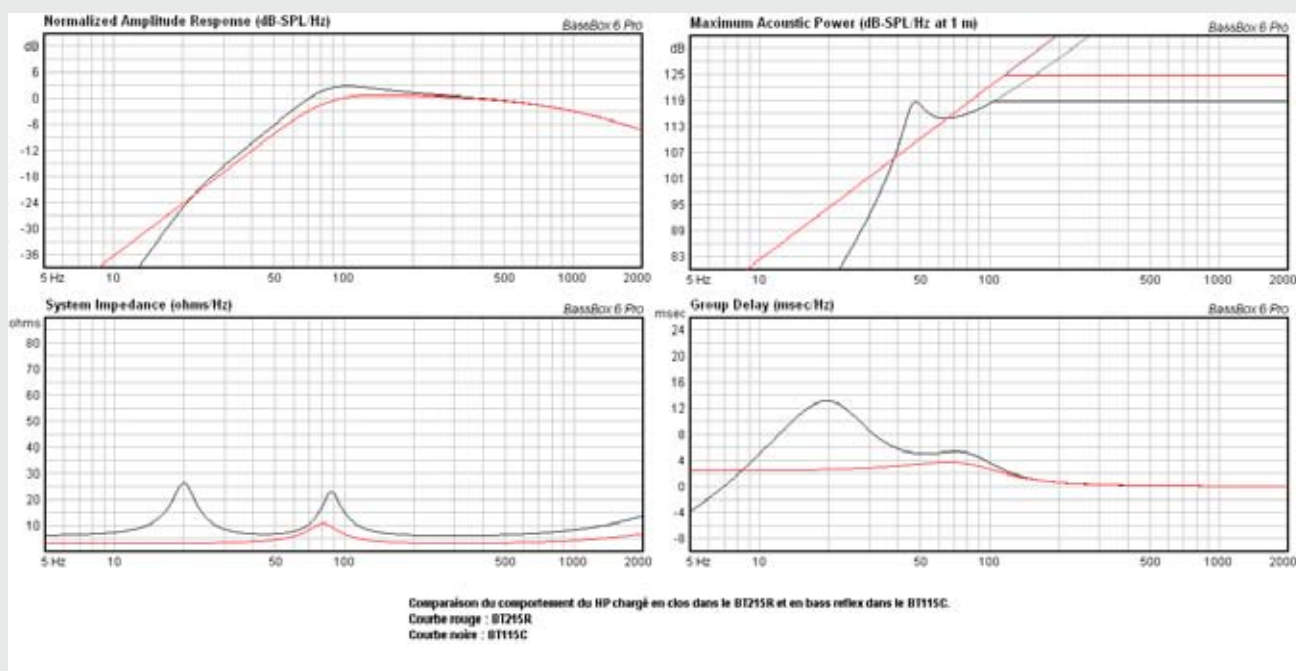 Normalized Amplitude Response (dB-SPL/Hz)
BassBox 6 Pro
dB
6
0
-6
-12
-18
-24
-30
-36
5 Hz 10 50 100 500 1000 2000
Maximum Acoustic Power (dB-SPL/Hz at 1 m)
BassBox 6 Pro
dB
125
119
113
107
101
95
89
83
5 Hz 10 50 100 500 1000 2000
System Impedance (ohms/Hz)
BassBox 6 Pro
ohms
80
70
60
50
40
30
20
10
5 Hz 10 50 100 500 1000 2000
Group Delay (msec/Hz)
BassBox 6 Pro
msec
24
20
16
12
8
4
0
-4
-8
5 Hz 10 50 100 500 1000 2000
Comparaison du comportement du HP chargé en clos dans le BT215R et en bass reflex dans le BT115C.
Courbe rouge : BT215R
Courbe noire : BT115C